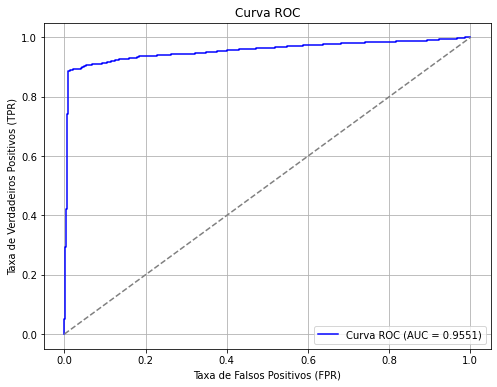 Curva ROC
Taxa de Verdadeiros Positivos (TPR)
1.0
0.8
0.6
0.4
0.2
0.0
0.0 0.2 0.4 0.6 0.8 1.0
Taxa de Falsos Positivos (FPR)
Curva ROC (AUC = 0.9551)